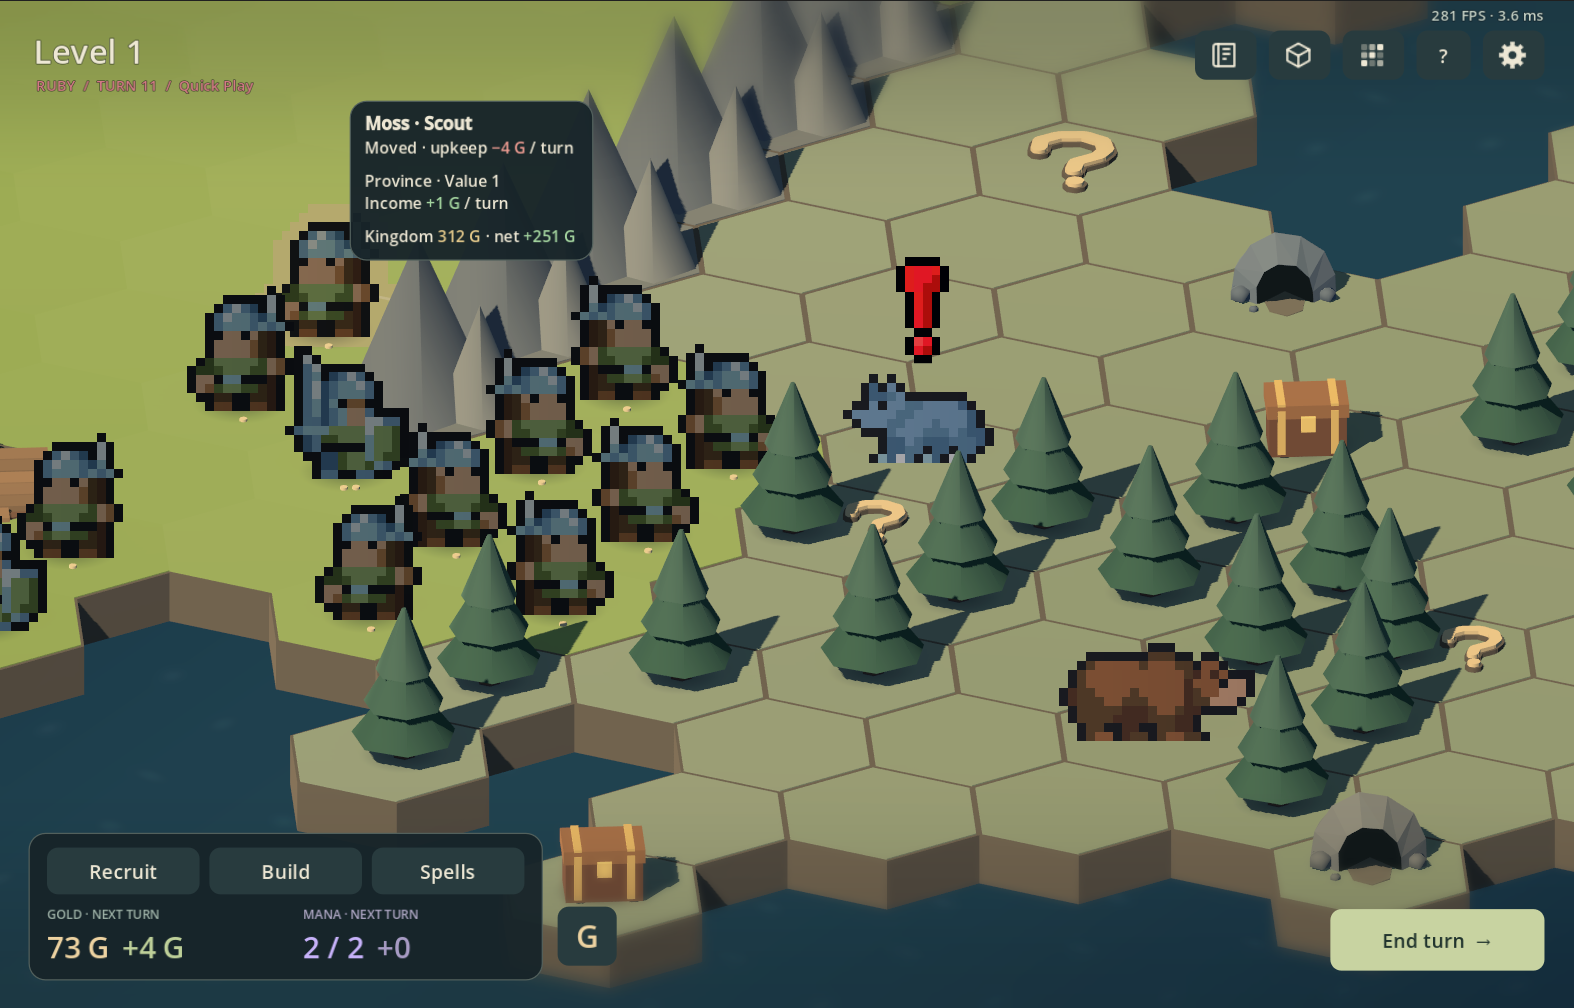 281 FPS · 3.6 ms
Level 1
RUBY / TURN 11 / Quick Play
?
Moss · Scout
Moved · upkeep −4 G / turn
Province · Value 1
Income +1 G / turn
Kingdom 312 G · net +251 G
Recruit
Build
Spells
GOLD · NEXT TURN
MANA · NEXT TURN
73 G +4 G
2 / 2 +0
G
End turn →